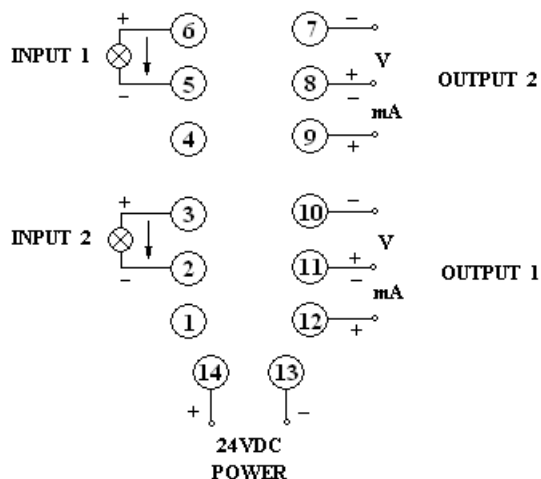 +
6
7
−
INPUT 1
V
−
5
8
+
−
OUTPUT 2
mA
4
9
+
+
3
10
−
INPUT 2
V
−
2
11
+
−
OUTPUT 1
mA
1
12
+
14
13
+
−
24VDC
POWER